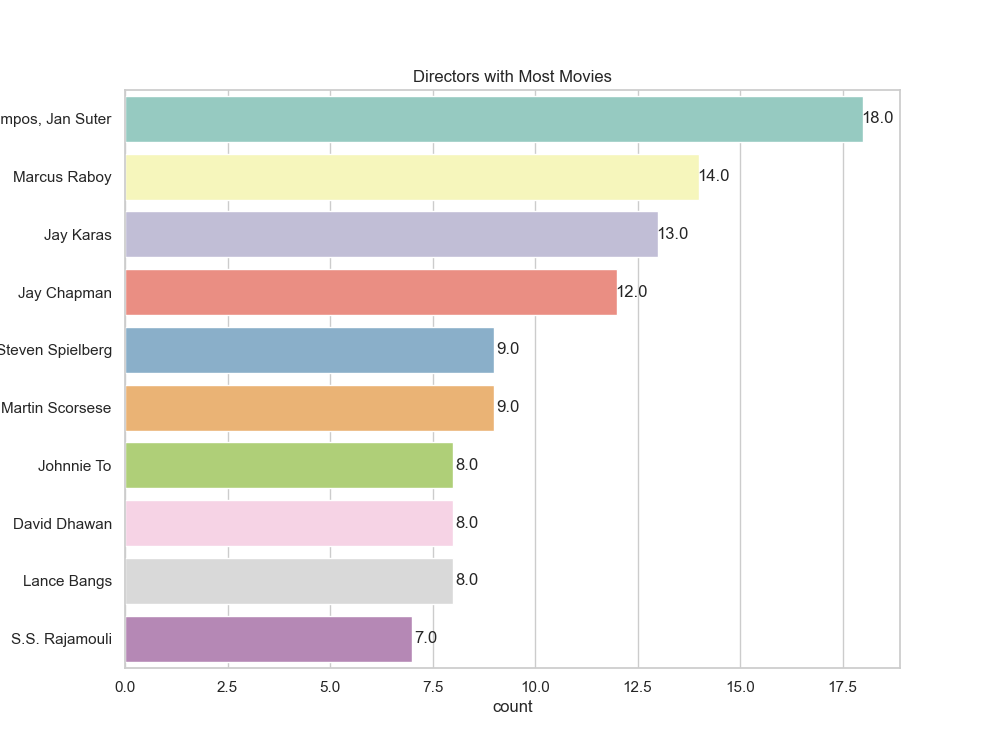 Directors with Most Movies
mpos, Jan Suter 18.0
Marcus Raboy 14.0
Jay Karas 13.0
Jay Chapman 12.0
Steven Spielberg 9.0
Martin Scorsese 9.0
Johnnie To 8.0
David Dhawan 8.0
Lance Bangs 8.0
S.S. Rajamouli 7.0
0.0 2.5 5.0 7.5 10.0 12.5 15.0 17.5
count